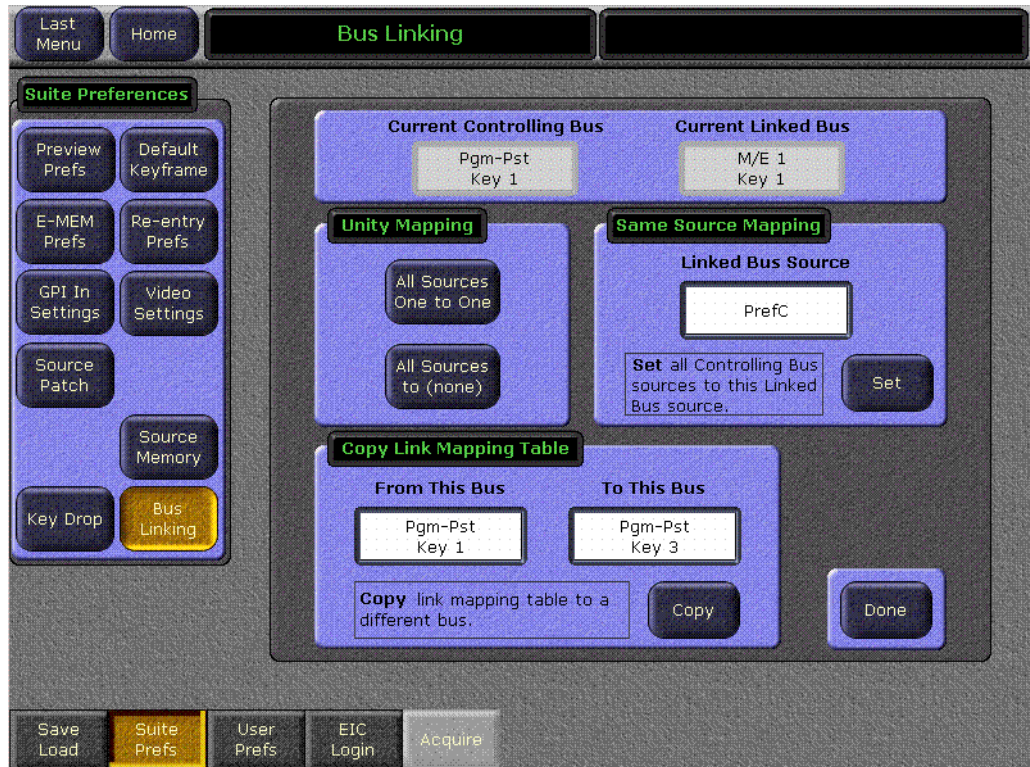 Last
Menu
Home
Bus Linking
Suite Preferences
Preview
Prefs
Default
Keyframe
E-MEM
Prefs
Re-entry
Prefs
GPI In
Settings
Video
Settings
Source
Patch
Source
Memory
Key Drop
Bus
Linking
Current Controlling Bus
Pgm-Pst
Key 1
Current Linked Bus
M/E 1
Key 1
Unity Mapping
All Sources
One to One
All Sources
to (none)
Same Source Mapping
Linked Bus Source
PrefC
Set all Controlling Bus
sources to this Linked
Bus source.
Set
Copy Link Mapping Table
From This Bus
Pgm-Pst
Key 1
To This Bus
Pgm-Pst
Key 3
Copy link mapping table to a
different bus.
Copy
Done
Save
Load
Suite
Prefs
User
Prefs
EIC
Login
Acquire